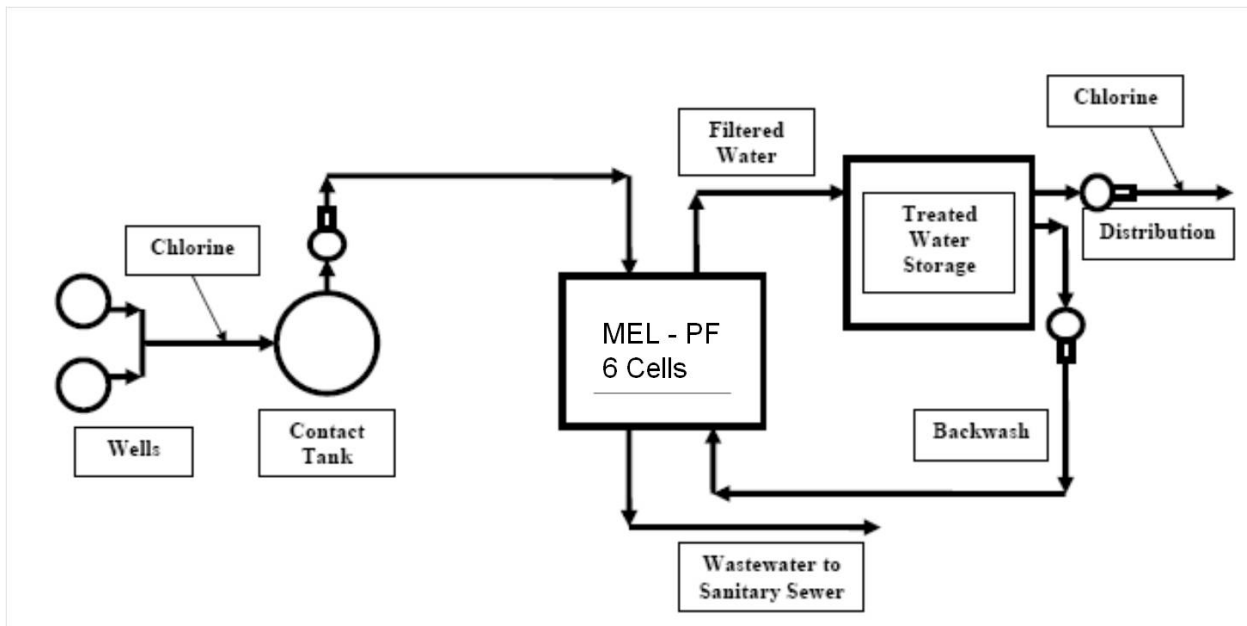 Chlorine
Filtered
Water
Chlorine
Treated
Water
Storage
Distribution
MEL - PF
6 Cells
Wells
Contact
Tank
Backwash
Wastewater to
Sanitary Sewer